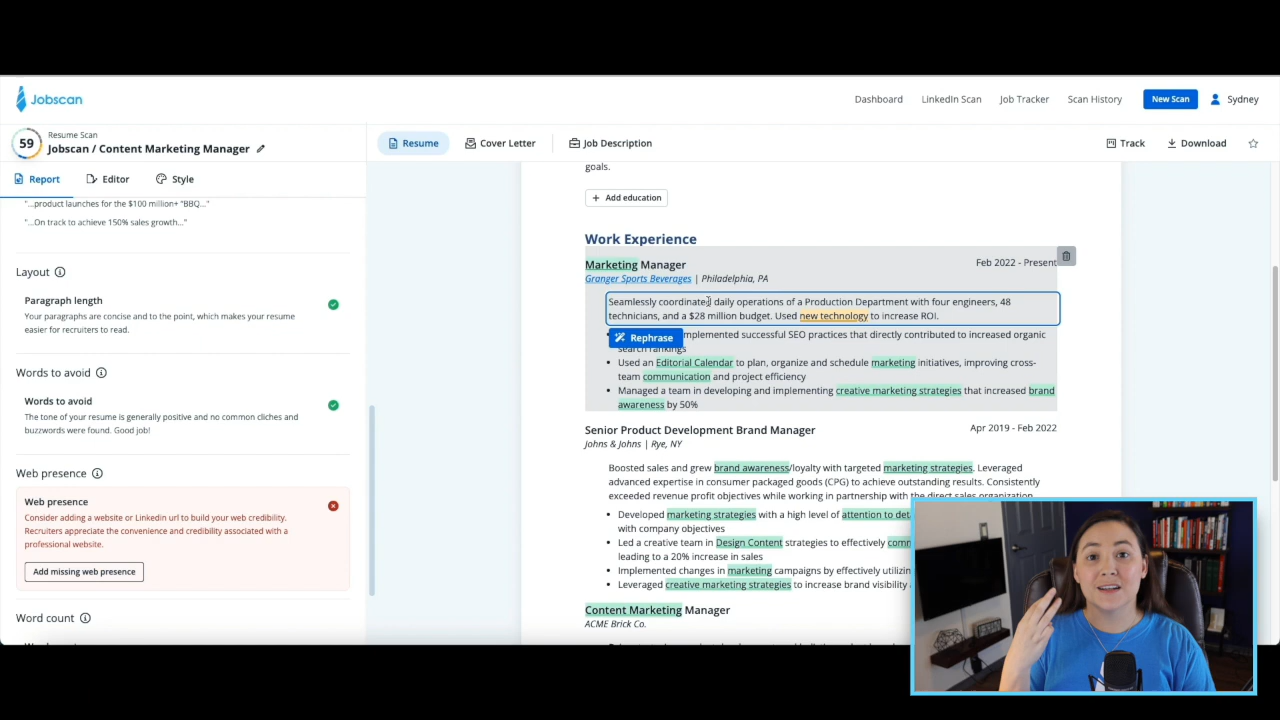 Jobscan
Dashboard
LinkedIn Scan
Job Tracker
Scan History
New Scan
Sydney
59
Resume Scan
Jobscan / Content Marketing Manager
Resume
Cover Letter
Job Description
Track
Download
Report
Editor
Style
"...product launches for the $100 million+ "BBQ..."
"...On track to achieve 150% sales growth..."
Layout
Paragraph length
Your paragraphs are concise and to the point, which makes your resume
easier for recruiters to read.
Words to avoid
Words to avoid
The tone of your resume is generally positive and no common cliches and
buzzwords were found. Good job!
Web presence
Web presence
Consider adding a website or Linkedin url to build your web credibility.
Recruiters appreciate the convenience and credibility associated with a
professional website.
Add missing web presence
Word count
goals.
+ Add education
Work Experience
Marketing Manager
Feb 2022 - Present
Granger Sports Beverages | Philadelphia, PA
Seamlessly coordinated daily operations of a Production Department with four engineers, 48
technicians, and a $28 million budget. Used new technology to increase ROI.
Rephrase
implemented successful SEO practices that directly contributed to increased organic
search rankings
• Used an Editorial Calendar to plan, organize and schedule marketing initiatives, improving cross-
team communication and project efficiency
• Managed a team in developing and implementing creative marketing strategies that increased brand
awareness by 50%
Senior Product Development Brand Manager
Apr 2019 - Feb 2022
Johns & Johns | Rye, NY
Boosted sales and grew brand awareness/loyalty with targeted marketing strategies. Leveraged
advanced expertise in consumer packaged goods (CPG) to achieve outstanding results. Consistently
exceeded revenue profit objectives while working in partnership with the direct sales organization.
• Developed marketing strategies with a high level of attention to det
with company objectives
• Led a creative team in Design Content strategies to effectively com
leading to a 20% increase in sales
• Implemented changes in marketing campaigns by effectively utilizin
• Leveraged creative marketing strategies to increase brand visibility
Content Marketing Manager
ACME Brick Co.